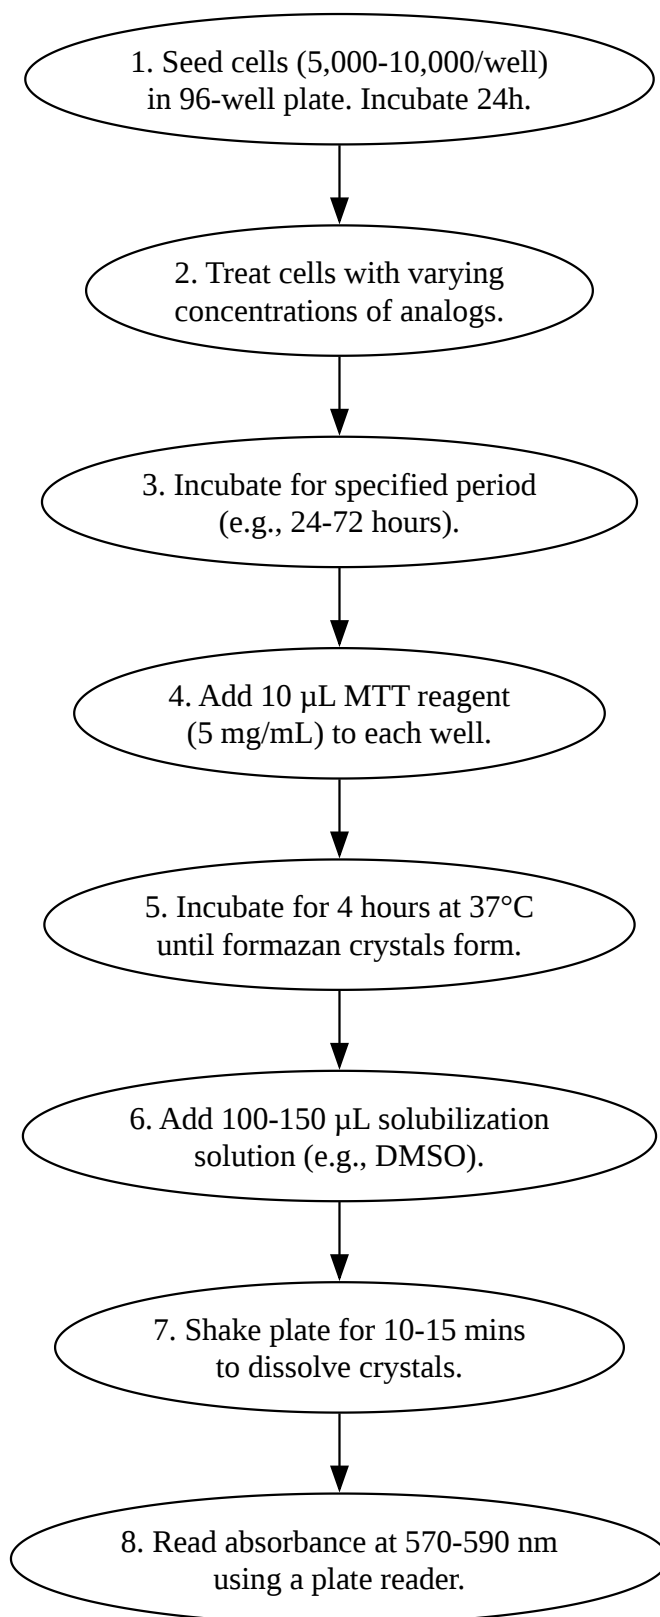 1. Seed cells (5,000-10,000/well)
in 96-well plate. Incubate 24h.
2. Treat cells with varying
concentrations of analogs.
3. Incubate for specified period
(e.g., 24-72 hours).
4. Add 10 µL MTT reagent
(5 mg/mL) to each well.
5. Incubate for 4 hours at 37°C
until formazan crystals form.
6. Add 100-150 µL solubilization
solution (e.g., DMSO).
7. Shake plate for 10-15 mins
to dissolve crystals.
8. Read absorbance at 570-590 nm
using a plate reader.